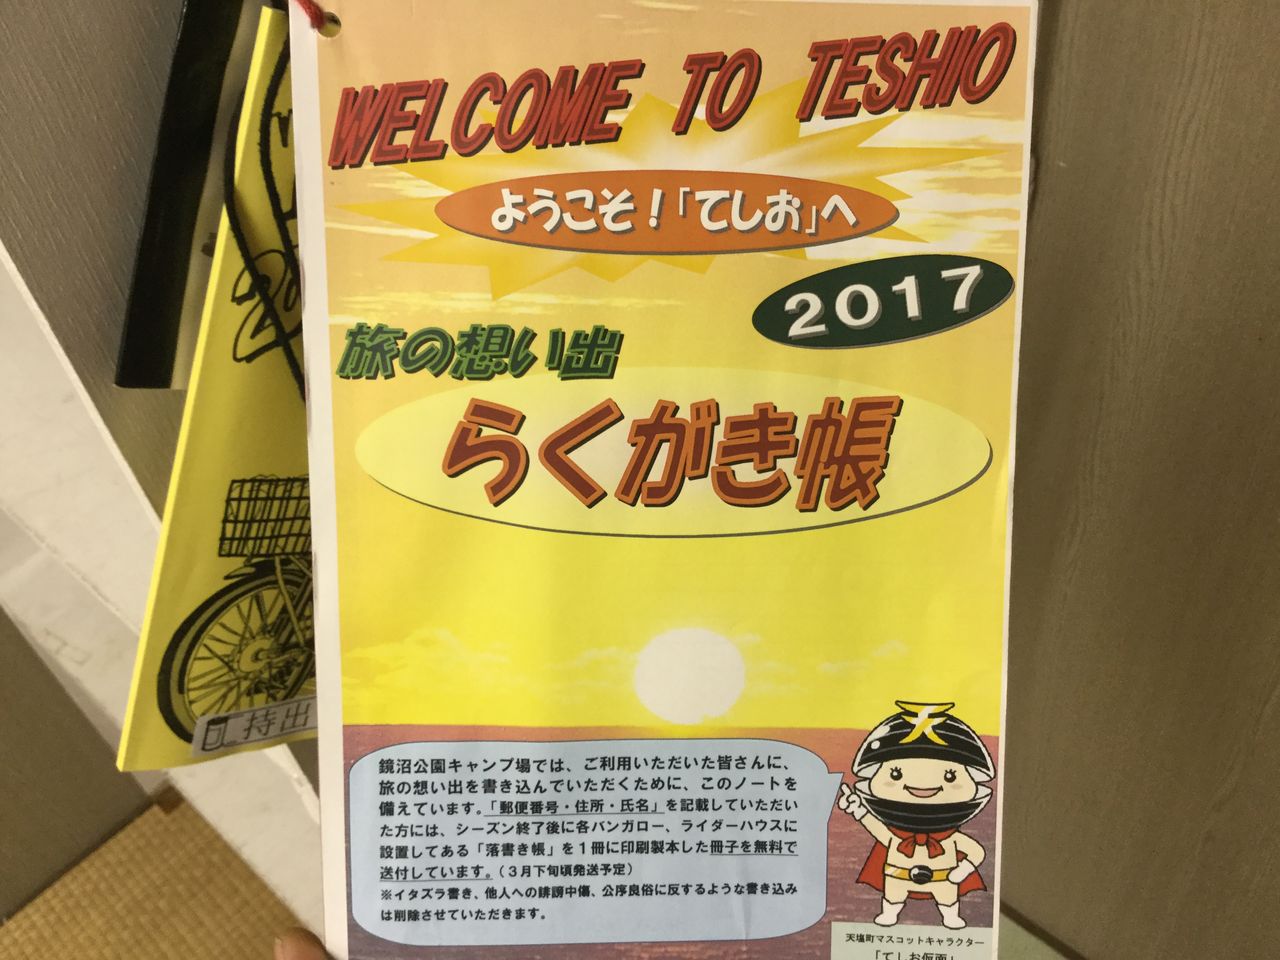 WELCOME TO TESHIO
ようこそ！「てしお」へ
2017
旅の想い出
らくがき帳
鏡沼公園キャンプ場では、ご利用いただいた皆さんに、
旅の想い出を書き込んでいただくために、このノートを
備えています。「郵便番号・住所・氏名」を記載していただい
た方には、シーズン終了後に各バンガロー、ライダーハウスに
設置してある「落書き帳」を１冊に印刷製本した冊子を無料で
送付しています。（３月下旬頃発送予定）
※イタズラ書き、他人への誹謗中傷、公序良俗に反するような書き込み
は削除させていただきます。
天
天塩町マスコットキャラクター
「てしお仮面」
持出